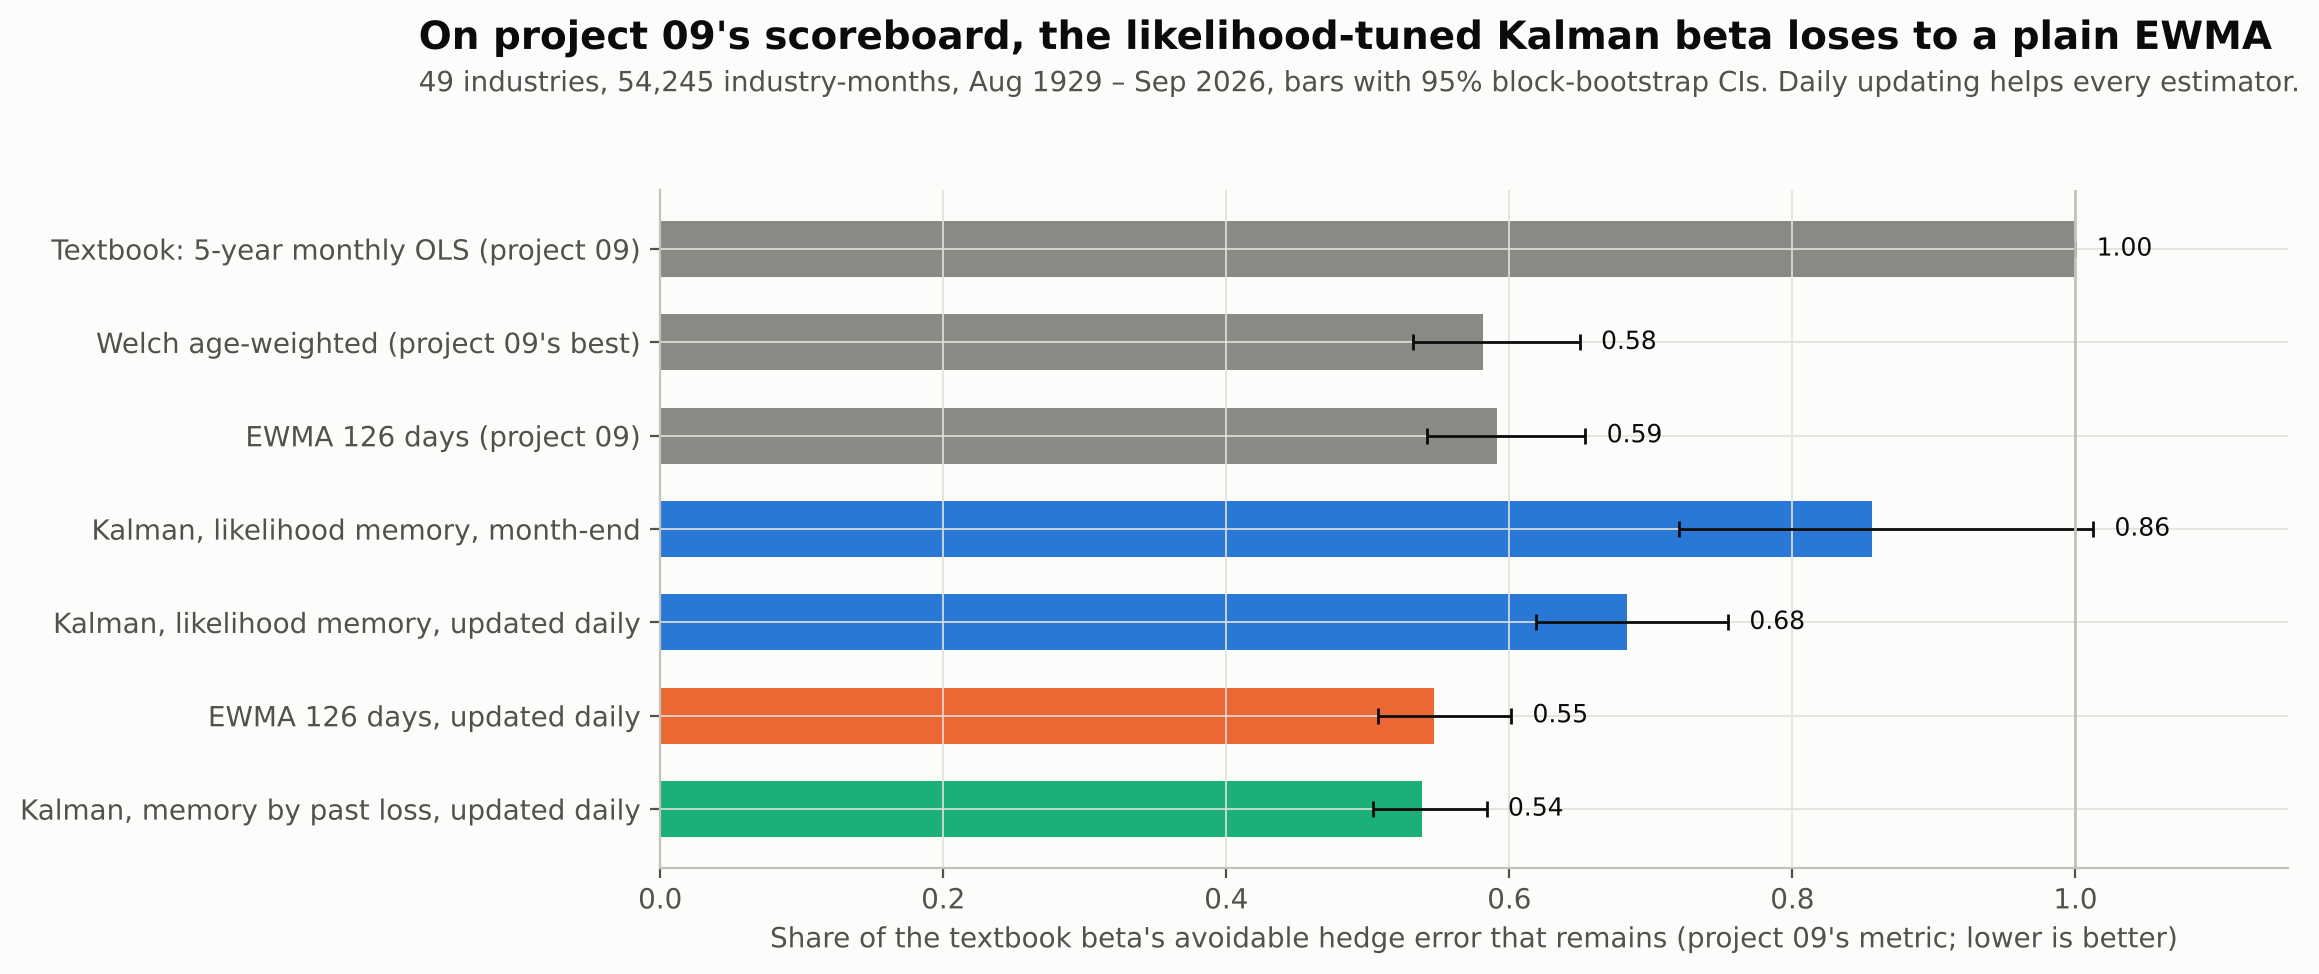 On project 09's scoreboard, the likelihood-tuned Kalman beta loses to a plain EWMA
49 industries, 54,245 industry-months, Aug 1929 – Sep 2026, bars with 95% block-bootstrap CIs. Daily updating helps every estimator.
Textbook: 5-year monthly OLS (project 09)
1.00
Welch age-weighted (project 09's best)
0.58
EWMA 126 days (project 09)
0.59
Kalman, likelihood memory, month-end
0.86
Kalman, likelihood memory, updated daily
0.68
EWMA 126 days, updated daily
0.55
Kalman, memory by past loss, updated daily
0.54
0.0 0.2 0.4 0.6 0.8 1.0
Share of the textbook beta's avoidable hedge error that remains (project 09's metric; lower is better)